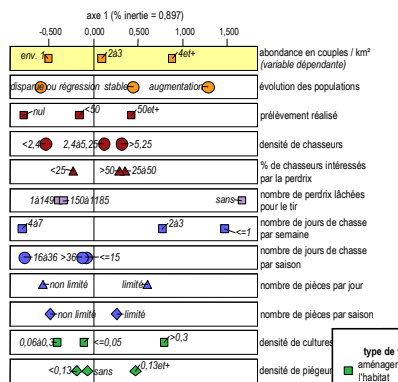 axe 1 (% inertie = 0,897)
-1,000 -0,500 0,000 0,500 1,000 1,500
env. 1 2à3 4et+ abondance en couples / km²
(variable dépendante)
disparue ou régression stable augmentation évolution des populations
nul <50 50et+ prélèvement réalisé
<2,4 2,4à5,25 >5,25 densité de chasseurs
<25 >50 25à50 % de chasseurs intéressés
par la perdrix
1à149 150à1185 sans nombre de perdrix lâchées
pour le tir
4à7 2à3 <=1 nombre de jours de chasse
par semaine
16à36 >36 <=15 nombre de jours de chasse
par saison
non limité limité nombre de pièces par jour
non limité limité nombre de pièces par saison
0,06à0,3 <=0,05 >0,3 densité de cultures
<0,13 sans 0,13et+ densité de piégeur
type de
aménager
l'habitat